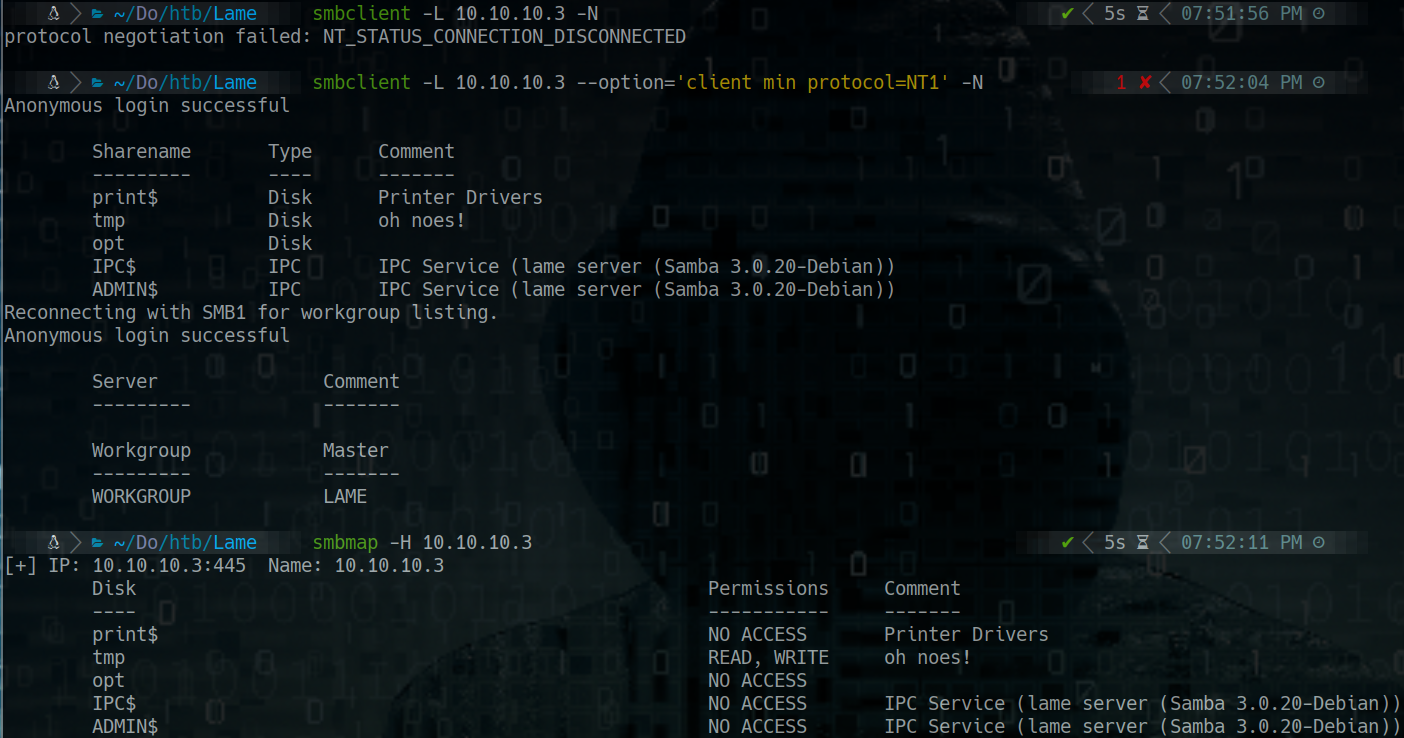 ~/Do/htb/Lame smbclient -L 10.10.10.3 -N ✔ 5s 07:51:56 PM
protocol negotiation failed: NT_STATUS_CONNECTION_DISCONNECTED
~/Do/htb/Lame smbclient -L 10.10.10.3 --option='client min protocol=NT1' -N 1 ✘ 07:52:04 PM
Anonymous login successful
Sharename Type Comment
--------- ---- -------
print$ Disk Printer Drivers
tmp Disk oh noes!
opt Disk
IPC$ IPC IPC Service (lame server (Samba 3.0.20-Debian))
ADMIN$ IPC IPC Service (lame server (Samba 3.0.20-Debian))
Reconnecting with SMB1 for workgroup listing.
Anonymous login successful
Server Comment
--------- -------
Workgroup Master
--------- -------
WORKGROUP LAME
~/Do/htb/Lame smbmap -H 10.10.10.3 ✔ 5s 07:52:11 PM
[+] IP: 10.10.10.3:445 Name: 10.10.10.3
Disk Permissions Comment
---- ----------- -------
print$ NO ACCESS Printer Drivers
tmp READ, WRITE oh noes!
opt NO ACCESS
IPC$ NO ACCESS IPC Service (lame server (Samba 3.0.20-Debian))
ADMIN$ NO ACCESS IPC Service (lame server (Samba 3.0.20-Debian))